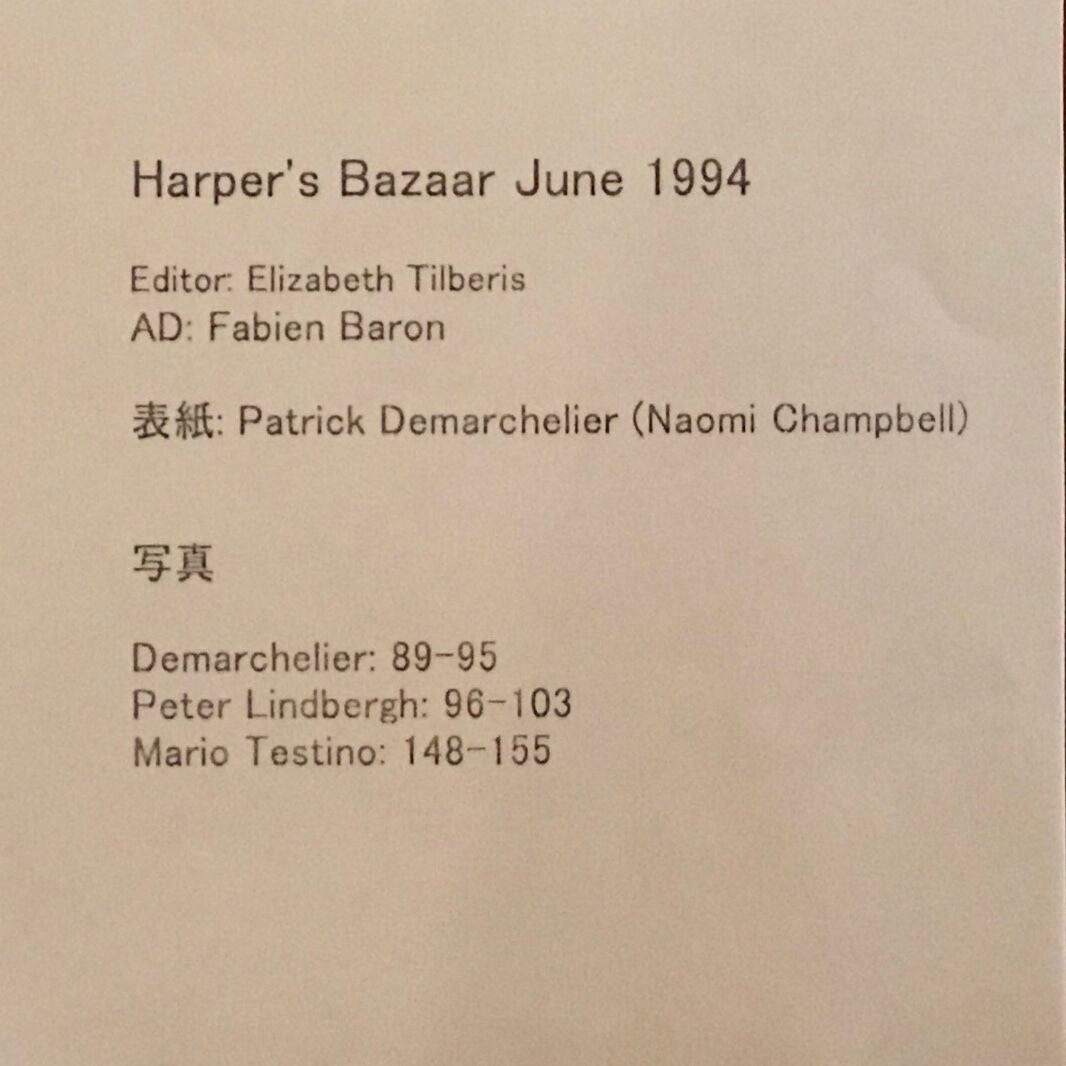 Harper's Bazaar June 1994
Editor: Elizabeth Tilberis
AD: Fabien Baron
表紙: Patrick Demarchelier (Naomi Champbell)
写真
Demarchelier: 89-95
Peter Lindbergh: 96-103
Mario Testino: 148-155